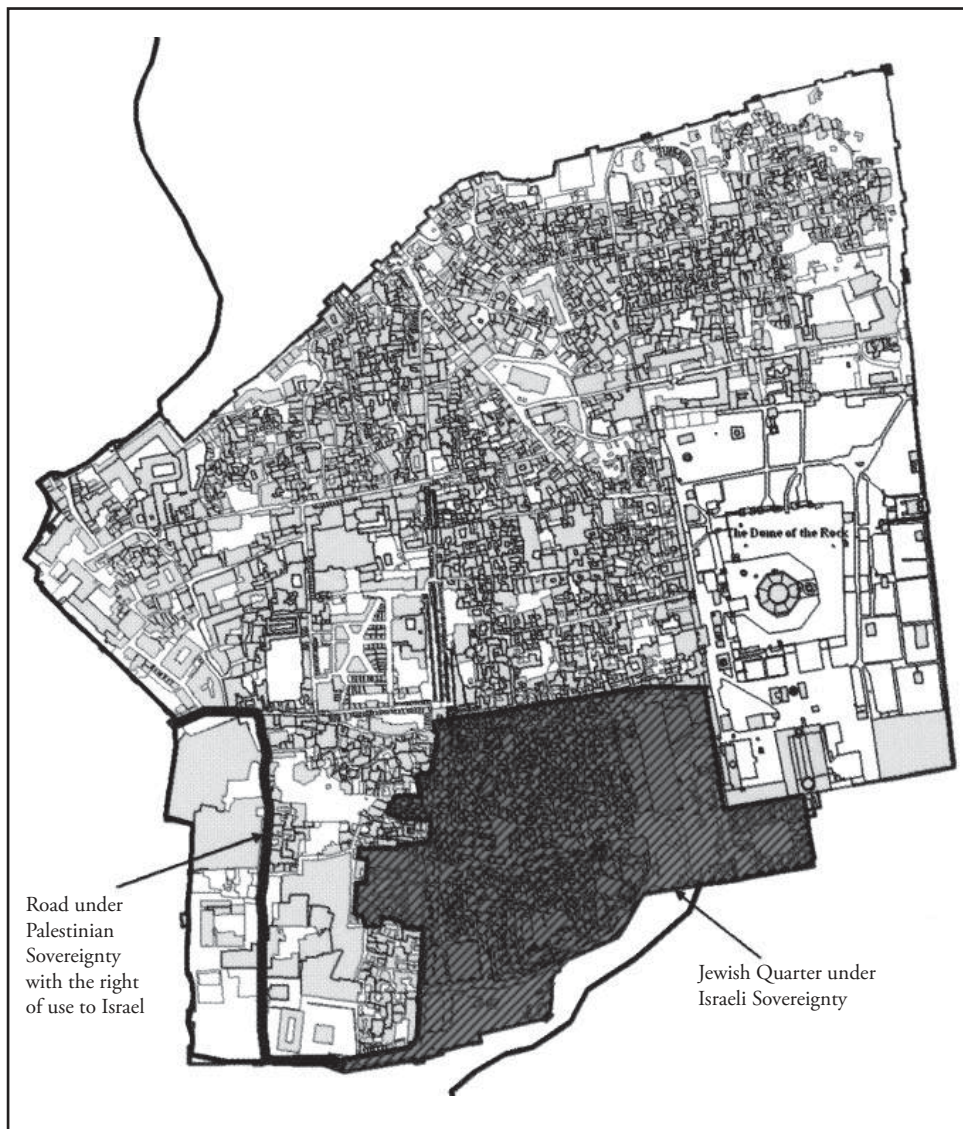 The Dome of the Rock
Road under
Palestinian
Sovereignty
with the right
of use to Israel
Jewish Quarter under
Israeli Sovereignty